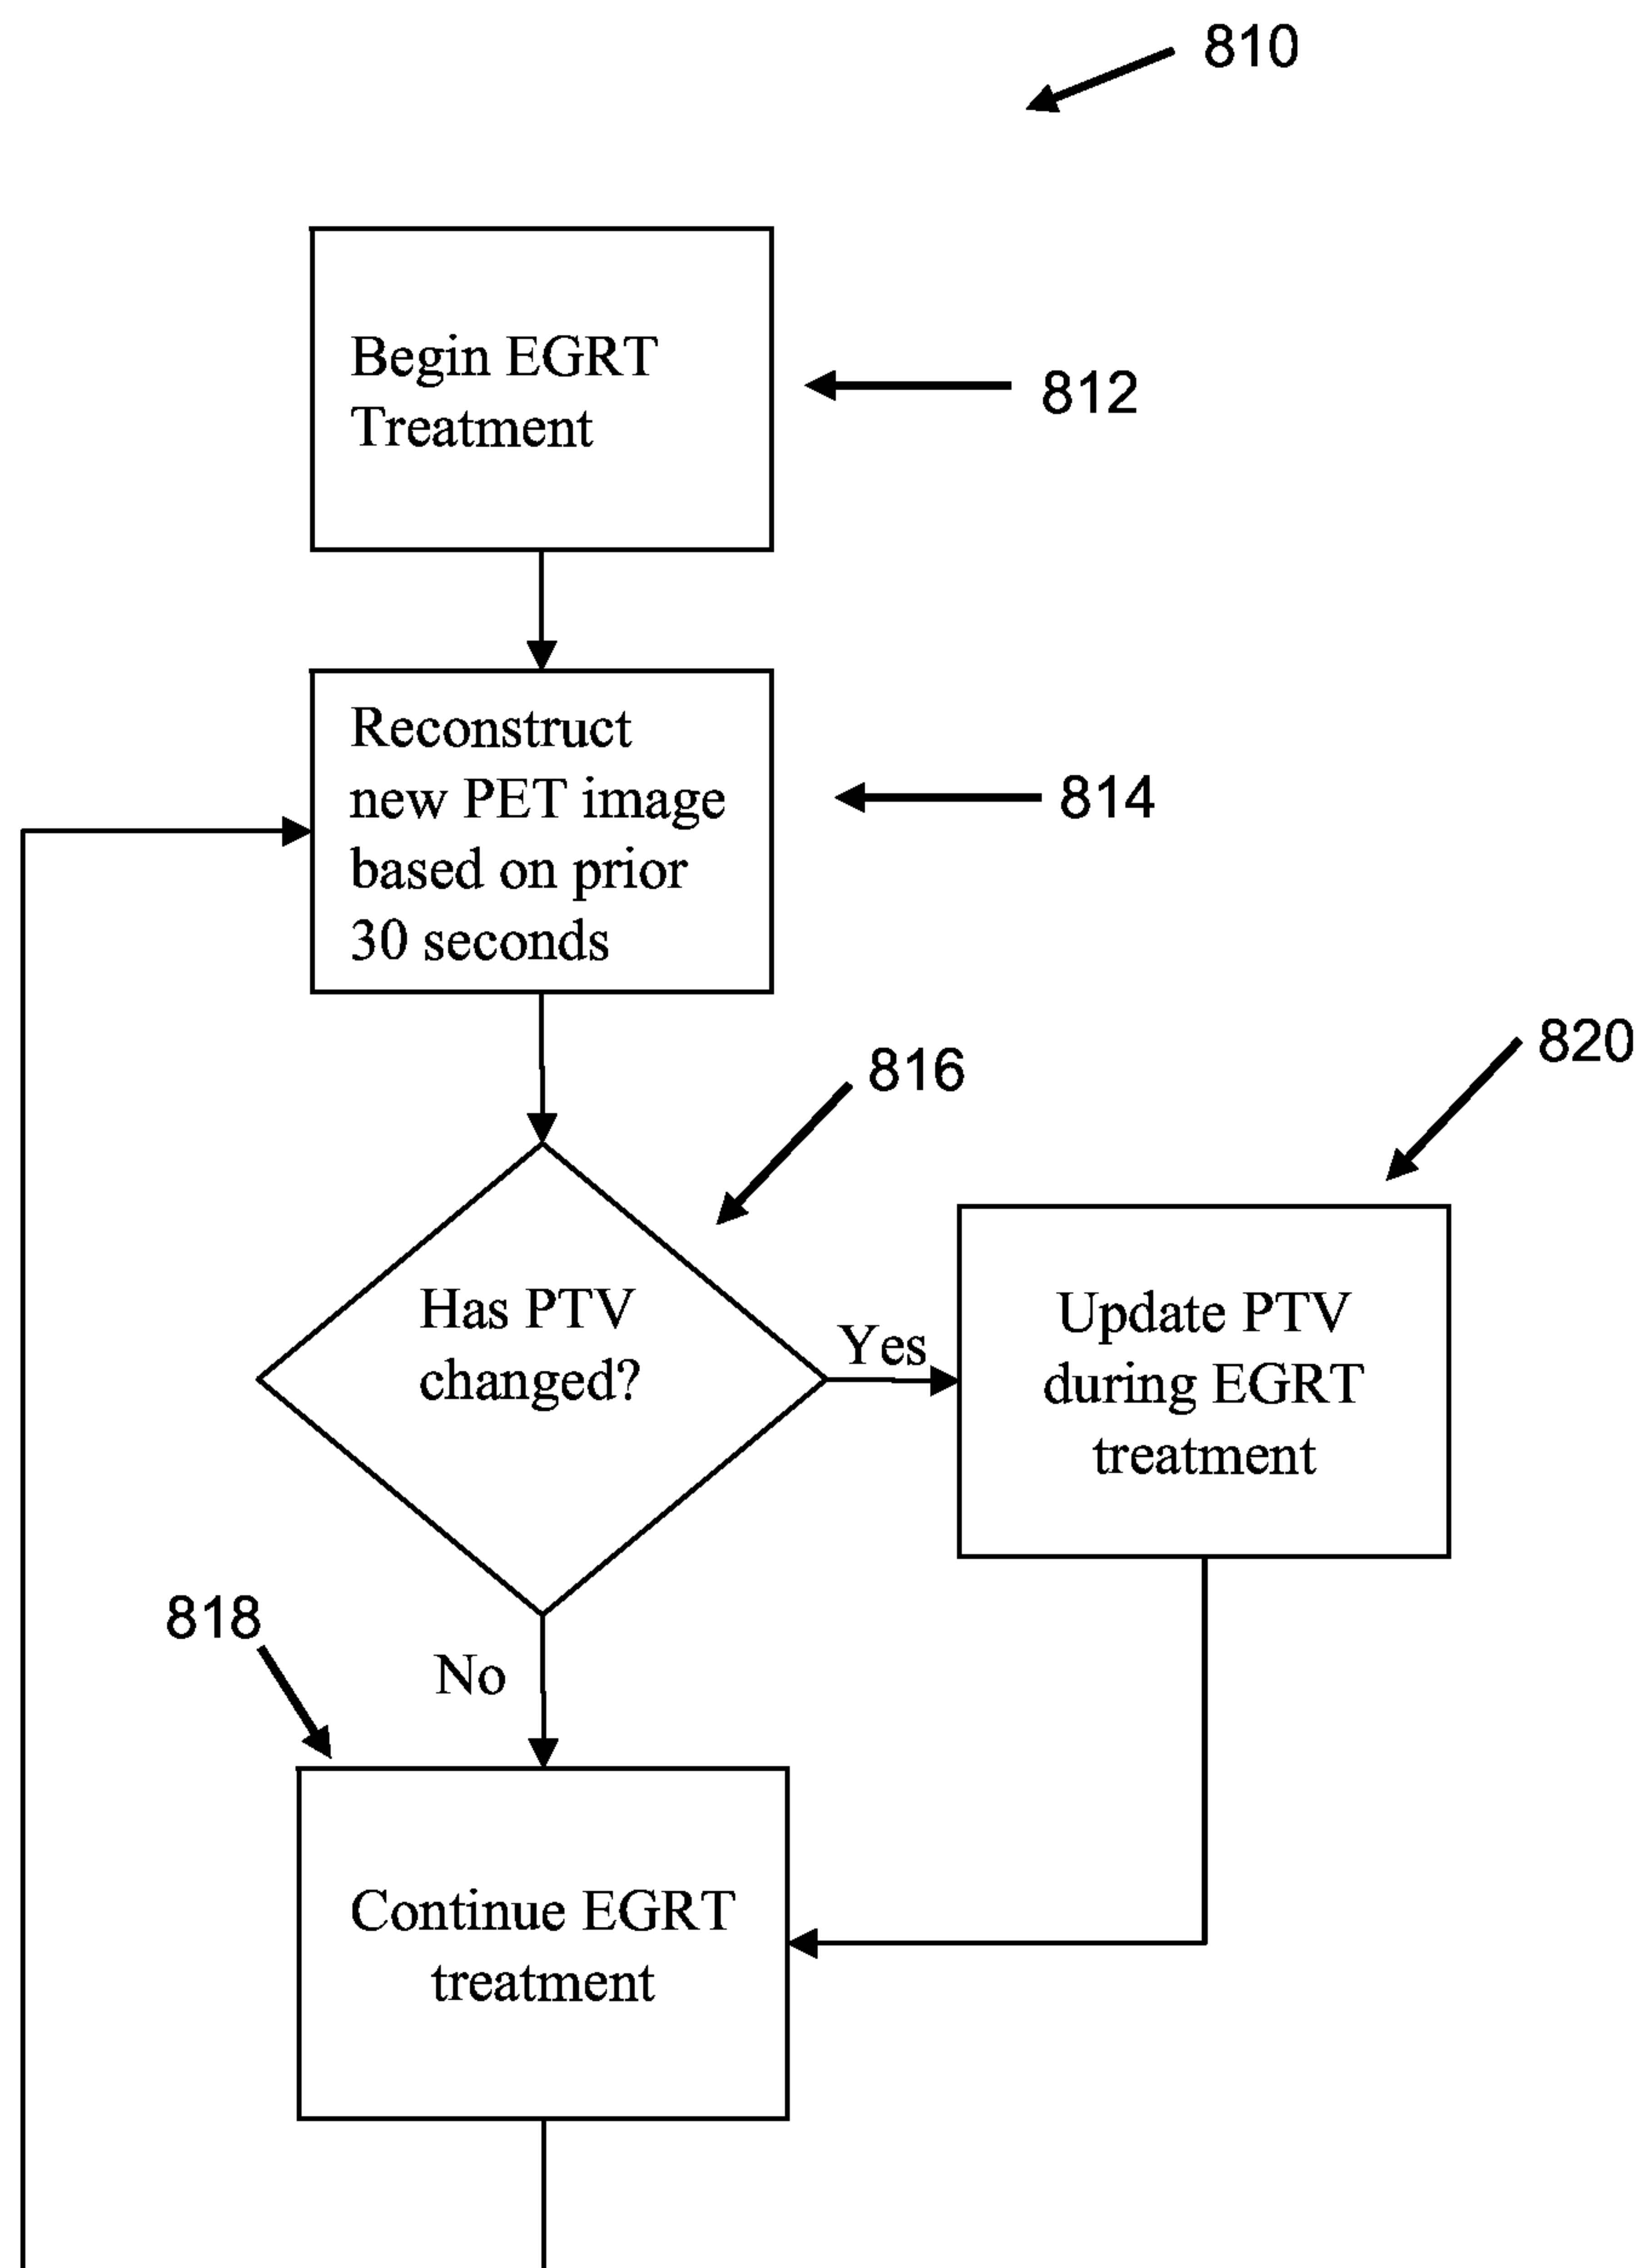 810
Begin EGRT
Treatment
812
Reconstruct
new PET image
based on prior
30 seconds
814
816
820
Has PTV
changed?
Yes
Update PTV
during EGRT
treatment
818
No
Continue EGRT
treatment